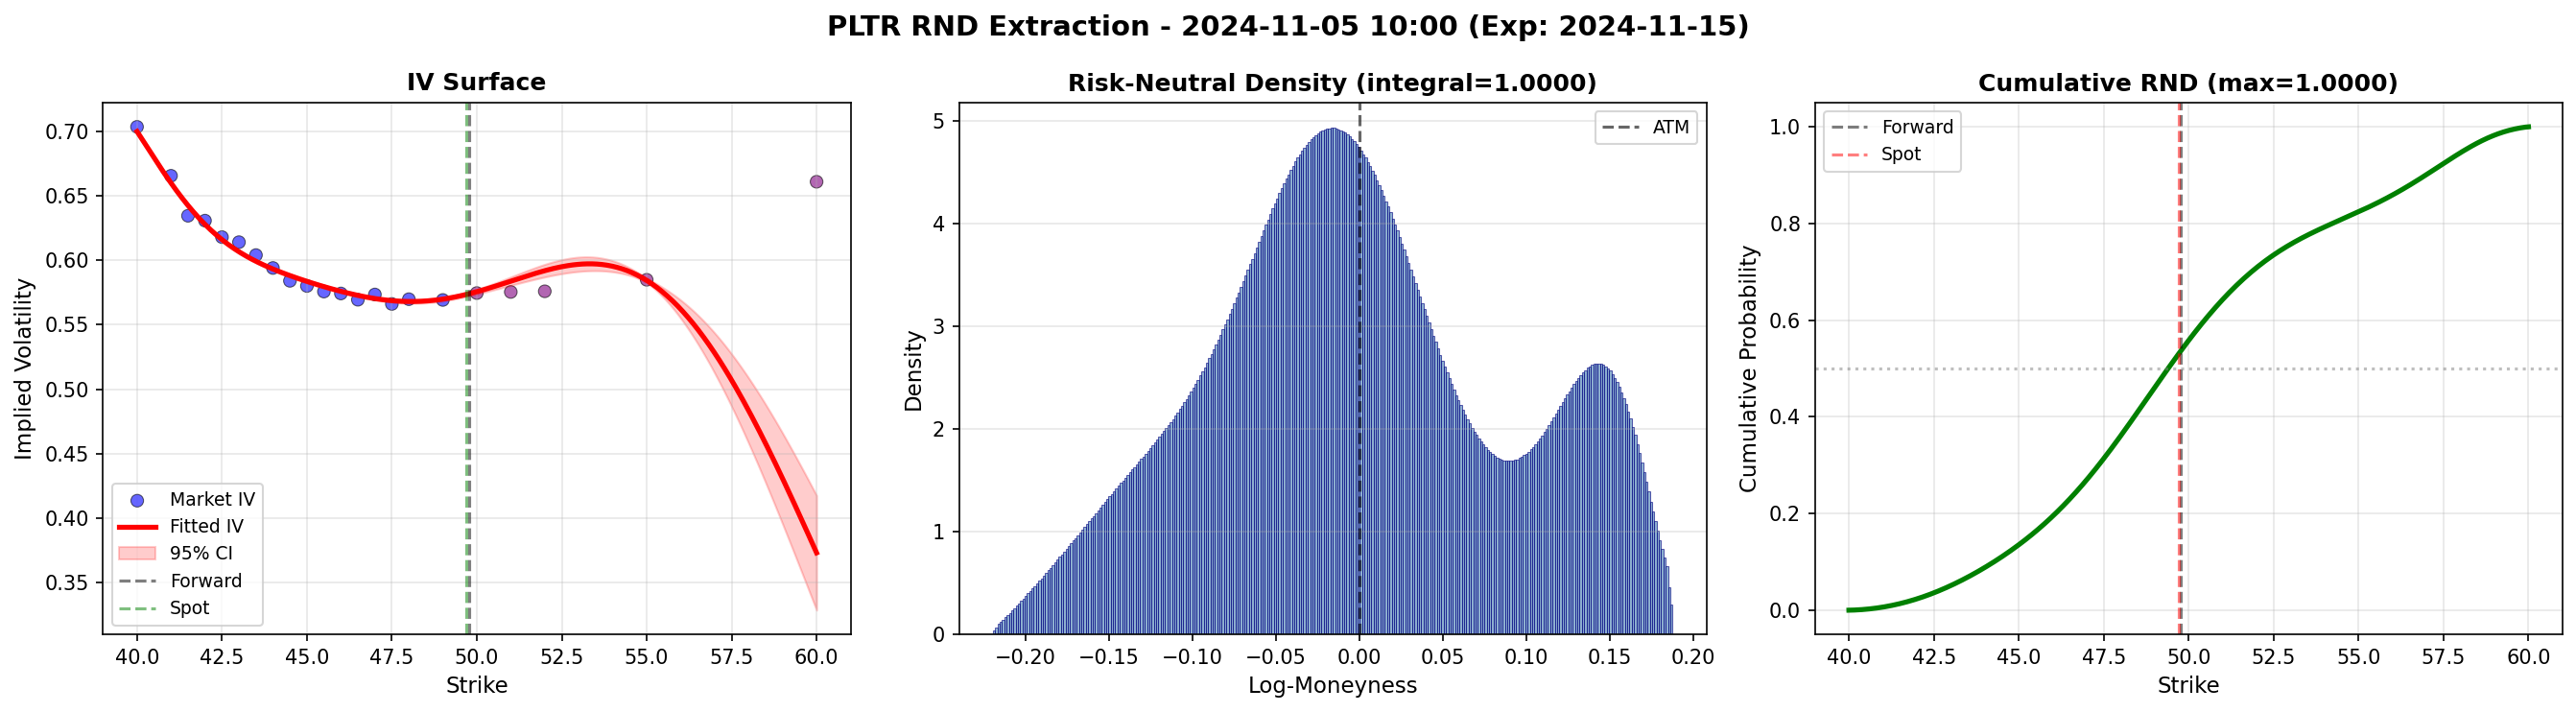 PLTR RND Extraction - 2024-11-05 10:00 (Exp: 2024-11-15)
IV Surface
Implied Volatility
0.70
0.65
0.60
0.55
0.50
0.45
0.40
0.35
Market IV
Fitted IV
95% CI
Forward
Spot
40.0 42.5 45.0 47.5 50.0 52.5 55.0 57.5 60.0
Strike
Risk-Neutral Density (integral=1.0000)
Density
5
4
3
2
1
0
ATM
−0.20 −0.15 −0.10 −0.05 0.00 0.05 0.10 0.15 0.20
Log-Moneyness
Cumulative RND (max=1.0000)
Cumulative Probability
1.0
0.8
0.6
0.4
0.2
0.0
Forward
Spot
40.0 42.5 45.0 47.5 50.0 52.5 55.0 57.5 60.0
Strike